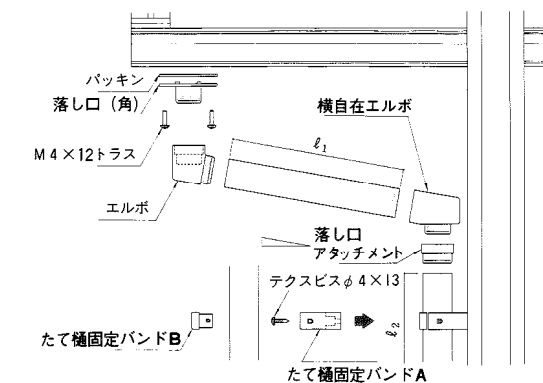 パッキン
落し口（角）
M4×12トラス
エルボ
ℓ1
横自在エルボ
落し口
アタッチメント
テクスビスφ4×13
ℓ2
たて樋固定バンドB
たて樋固定バンドA